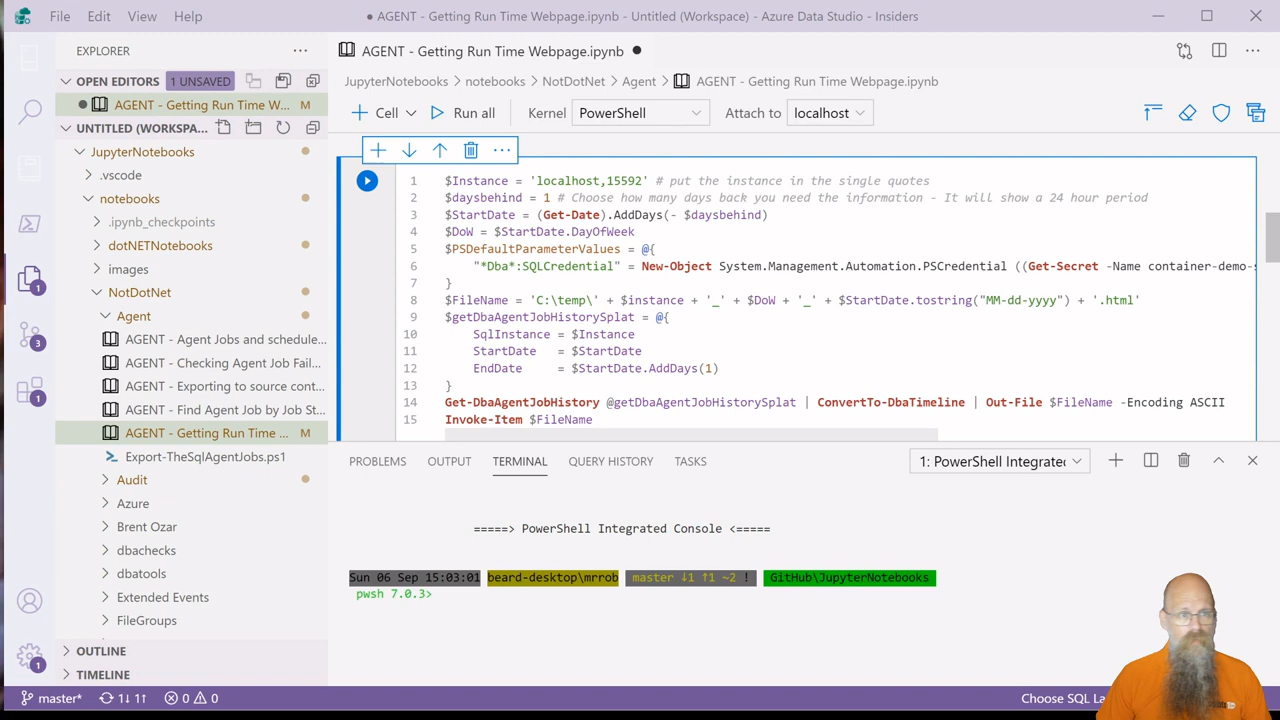 File Edit View Help
● AGENT - Getting Run Time Webpage.ipynb - Untitled (Workspace) - Azure Data Studio - Insiders
EXPLORER
OPEN EDITORS 1 UNSAVED
AGENT - Getting Run Time W... M
UNTITLED (WORKSPA...
JupyterNotebooks
.vscode
notebooks
.ipynb_checkpoints
dotNETNotebooks
images
NotDotNet
Agent
AGENT - Agent Jobs and schedule...
AGENT - Checking Agent Job Fail...
AGENT - Exporting to source cont...
AGENT - Find Agent Job by Job St...
AGENT - Getting Run Time ... M
Export-TheSqlAgentJobs.ps1
Audit
Azure
Brent Ozar
dbachecks
dbatools
Extended Events
FileGroups
OUTLINE
TIMELINE
1
3
1
1
AGENT - Getting Run Time Webpage.ipynb ●
JupyterNotebooks > notebooks > NotDotNet > Agent > AGENT - Getting Run Time Webpage.ipynb
Cell Run all Kernel PowerShell Attach to localhost
1 $Instance = 'localhost,15592' # put the instance in the single quotes
2 $daysbehind = 1 # Choose how many days back you need the information - It will show a 24 hour period
3 $StartDate = (Get-Date).AddDays(- $daysbehind)
4 $DoW = $StartDate.DayOfWeek
5 $PSDefaultParameterValues = @{
6 "*Dba*:SQLCredential" = New-Object System.Management.Automation.PSCredential ((Get-Secret -Name container-demo-
7 }
8 $FileName = 'C:\temp\' + $instance + '_' + $DoW + '_' + $StartDate.tostring("MM-dd-yyyy") + '.html'
9 $getDbaAgentJobHistorySplat = @{
10 SqlInstance = $Instance
11 StartDate = $StartDate
12 EndDate = $StartDate.AddDays(1)
13 }
14 Get-DbaAgentJobHistory @getDbaAgentJobHistorySplat | ConvertTo-DbaTimeline | Out-File $FileName -Encoding ASCII
15 Invoke-Item $FileName
PROBLEMS OUTPUT TERMINAL QUERY HISTORY TASKS 1: PowerShell Integrated
=====> PowerShell Integrated Console <=====
Sun 06 Sep 15:03:01 beard-desktop\mrrob master ↓1 ↑1 ~2 ! GitHub\JupyterNotebooks
pwsh 7.0.3>
master* 1↓ 1↑ 0 0 Choose SQL La